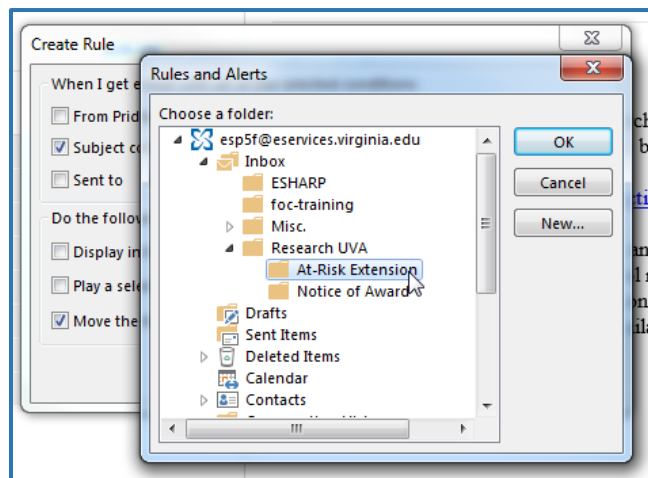 Create Rule
When I get e
From Prid
Subject co
Sent to
Do the follow
Display in
Play a sele
Move the
Rules and Alerts
Choose a folder:
esp5f@eservices.virginia.edu
Inbox
ESHARP
foc-training
Misc.
Research UVA
At-Risk Extension
Notice of Award
Drafts
Sent Items
Deleted Items
Calendar
Contacts
OK
Cancel
New...